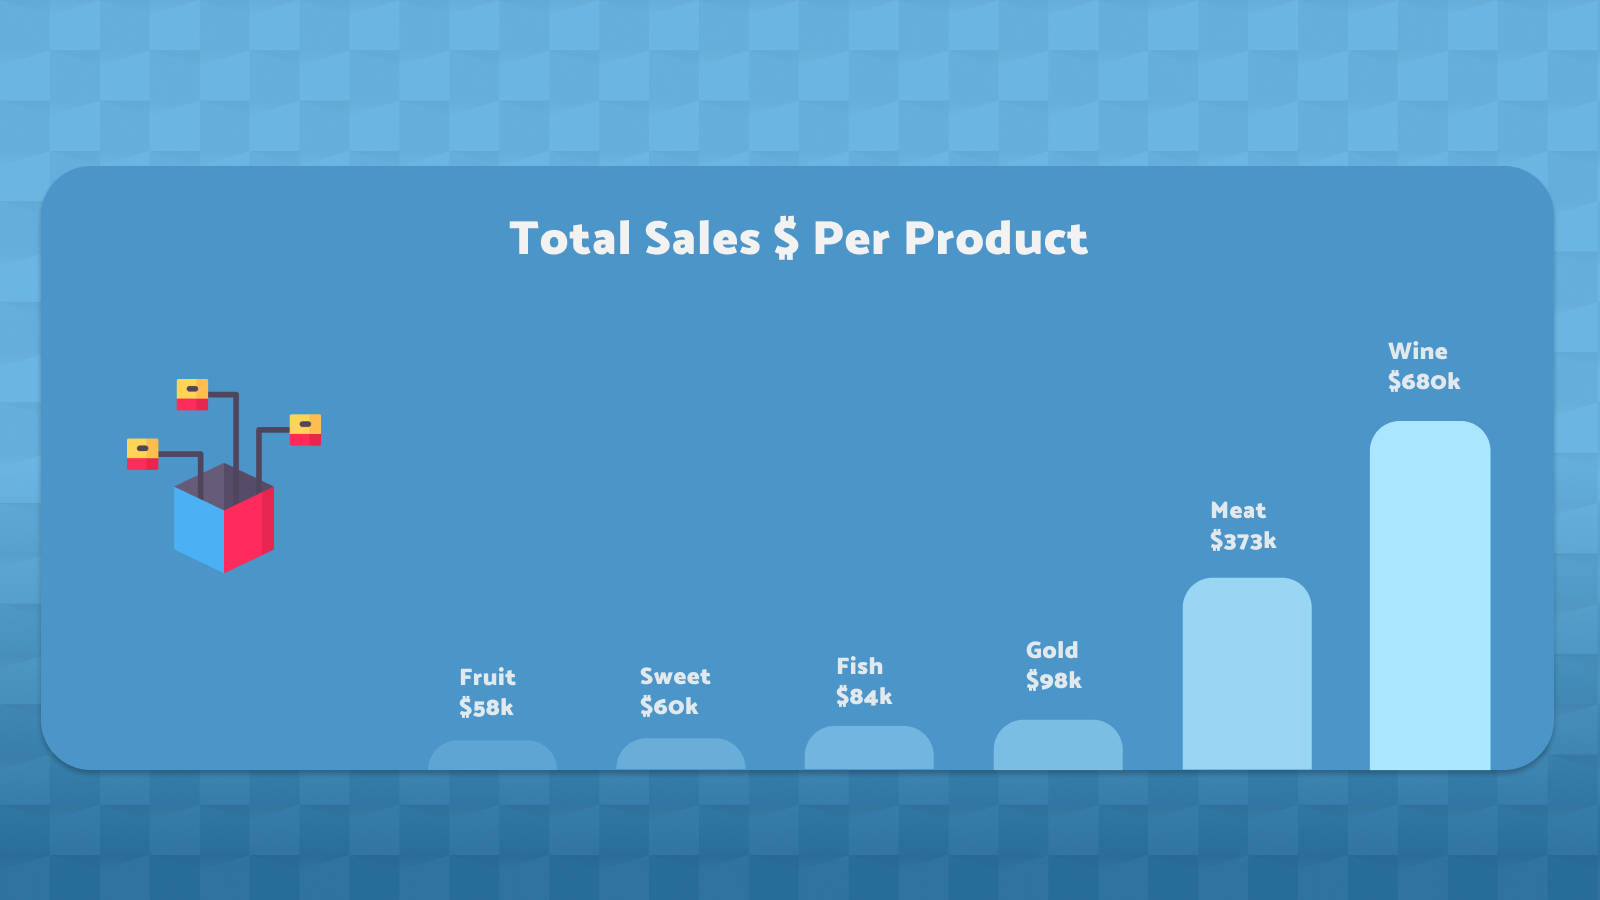 Total Sales $ Per Product
Wine
$680k
Meat
$373k
Gold
$98k
Fish
$84k
Sweet
$60k
Fruit
$58k